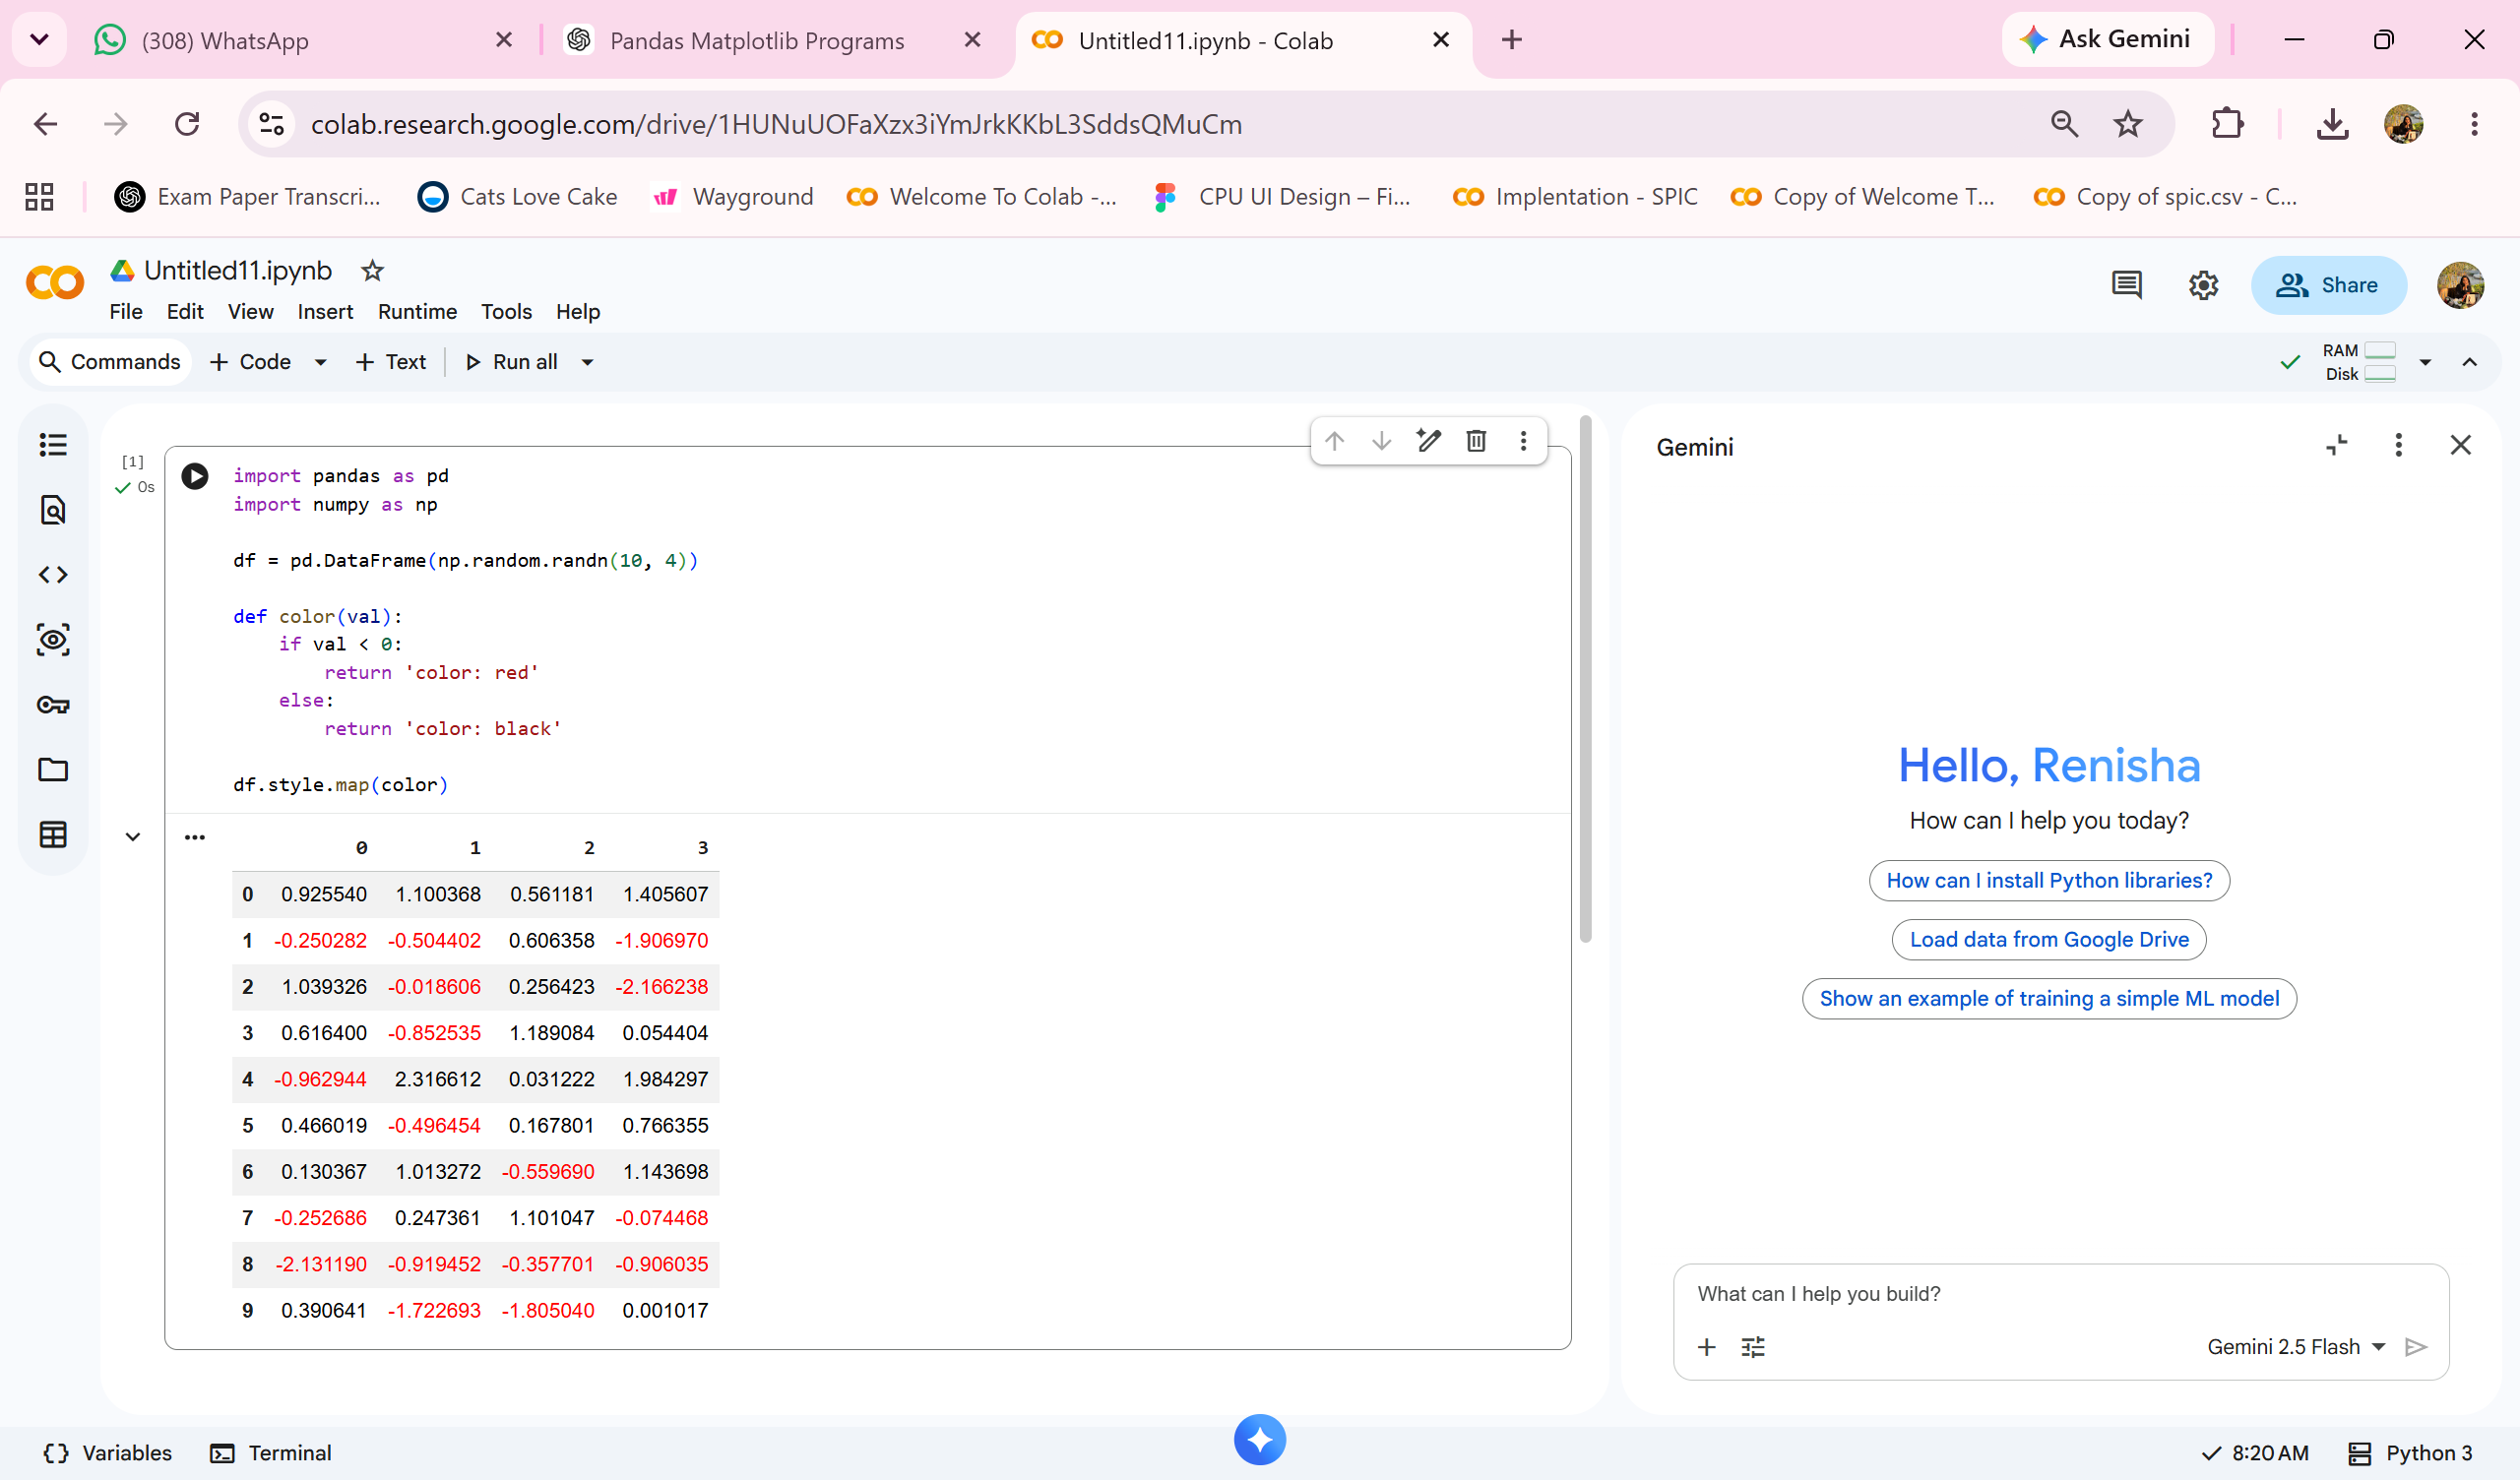 (308) WhatsApp
Pandas Matplotlib Programs
Untitled11.ipynb - Colab
Ask Gemini
colab.research.google.com/drive/1HUNuUOFaXzx3iYmJrkKKbL3SddsQMuCm
Exam Paper Transcri...
Cats Love Cake
Wayground
Welcome To Colab -...
CPU UI Design – Fi...
Implentation - SPIC
Copy of Welcome T...
Copy of spic.csv - C...
Untitled11.ipynb
File Edit View Insert Runtime Tools Help
Share
Commands + Code + Text Run all
RAM
Disk
[1]
0s
import pandas as pd
import numpy as np
df = pd.DataFrame(np.random.randn(10, 4))
def color(val):
    if val < 0:
        return 'color: red'
    else:
        return 'color: black'
df.style.map(color)
0 1 2 3
0 0.925540 1.100368 0.561181 1.405607
1 -0.250282 -0.504402 0.606358 -1.906970
2 1.039326 -0.018606 0.256423 -2.166238
3 0.616400 -0.852535 1.189084 0.054404
4 -0.962944 2.316612 0.031222 1.984297
5 0.466019 -0.496454 0.167801 0.766355
6 0.130367 1.013272 -0.559690 1.143698
7 -0.252686 0.247361 1.101047 -0.074468
8 -2.131190 -0.919452 -0.357701 -0.906035
9 0.390641 -1.722693 -1.805040 0.001017
Gemini
Hello, Renisha
How can I help you today?
How can I install Python libraries?
Load data from Google Drive
Show an example of training a simple ML model
What can I help you build?
Gemini 2.5 Flash
Variables
Terminal
8:20 AM
Python 3